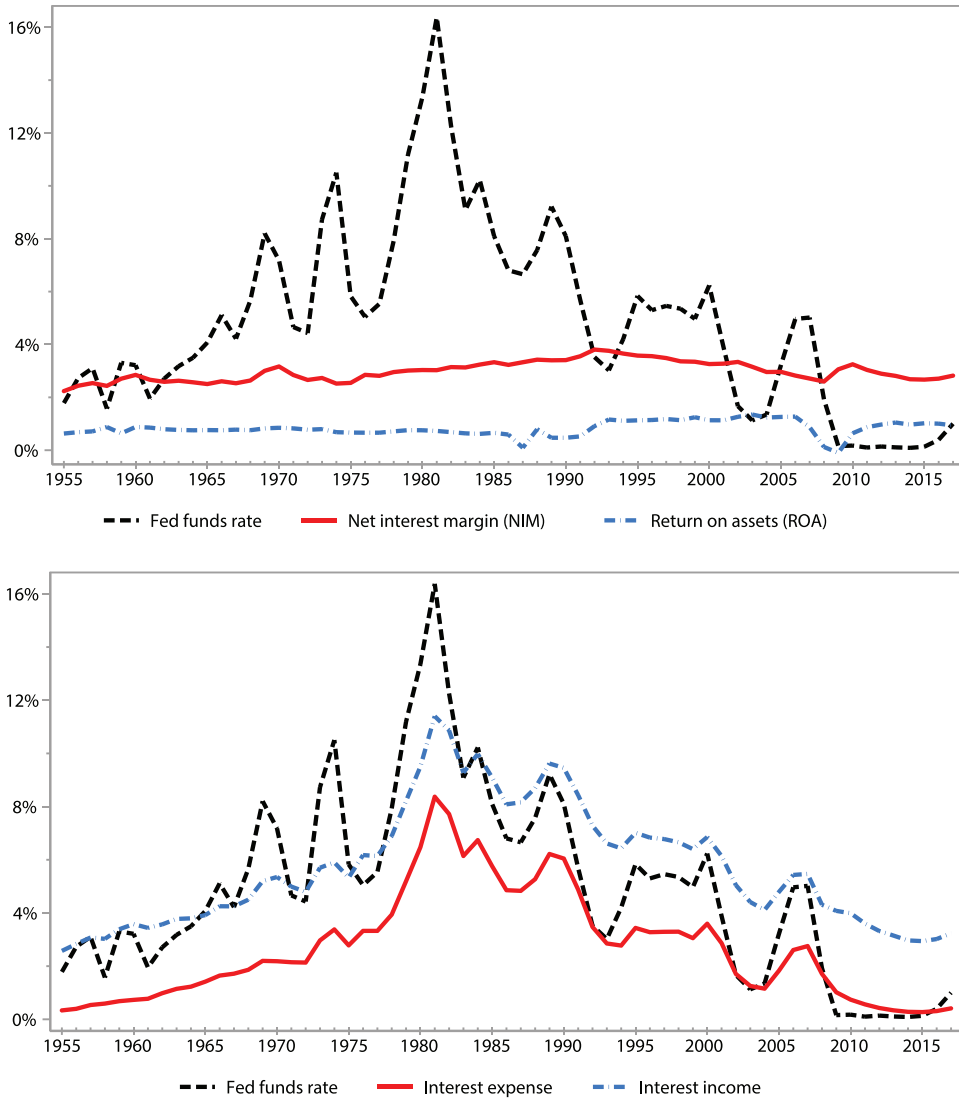 16%
12%
8%
4%
0%
1955 1960 1965 1970 1975 1980 1985 1990 1995 2000 2005 2010 2015
Fed funds rate Net interest margin (NIM) Return on assets (ROA)
16%
12%
8%
4%
0%
1955 1960 1965 1970 1975 1980 1985 1990 1995 2000 2005 2010 2015
Fed funds rate Interest expense Interest income